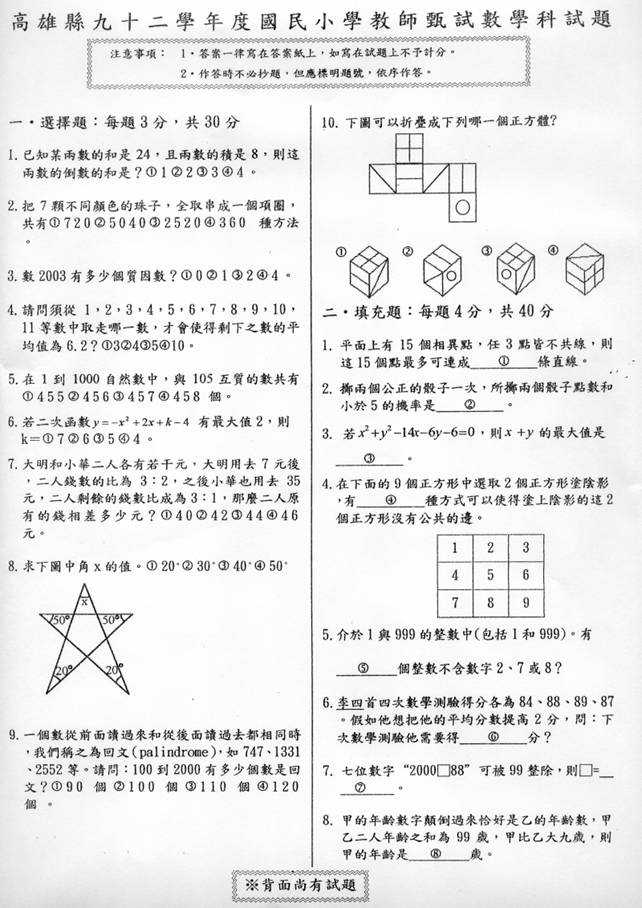 高雄縣九十二學年度國民小學教師甄試數學科試題
注意事項： 1・答案一律寫在答案紙上，如寫在試題上不予計分。
2・作答時不必抄題，但應標明題號，依序作答。
一・選擇題：每題3分，共30分
1. 已知某兩數的和是 24，且兩數的積是 8，則這
兩數的倒數的和是？①1②2③3④4。
2. 把 7 顆不同顏色的珠子，全取串成一個項圈，
共有①720②5040③2520④360 種方法
。
3. 數 2003 有多少個質因數？①0②1③2④4。
4. 請問須從 1，2，3，4，5，6，7，8，9，10，
11 等數中取走哪一數，才會使得剩下之數的平
均值為 6.2？①3②4③5④10。
5. 在 1 到 1000 自然數中，與 105 互質的數共有
①455②456③457④458 個。
6. 若二次函數 y=-x²+2x+k-4 有最大值 2，則
k＝①7②6③5④4。
7. 大明和小華二人各有若干元，大明用去 7 元後
，二人錢數的比為 3：2，之後小華也用去 35
元，二人剩餘的錢數比成為 3：1，那麼二人原
有的錢相差多少元？①40②42③44④46
元。
8. 求下圖中角 x 的值。①20°②30°③40°④50°
x
50° 50°
20° 20°
9. 一個數從前面讀過來和從後面讀過去都相同時
，我們稱之為回文(palindrome)，如 747、1331
、2552 等。請問：100 到 2000 有多少個數是回
文？①90 個②100 個③110 個④120
個 。
10. 下圖可以折疊成下列哪一個正方體？
① ② ③ ④
二・填充題：每題4分，共40分
1. 平面上有 15 個相異點，任 3 點皆不共線，則
這 15 個點最多可連成＿＿①＿＿條直線。
2. 擲兩個公正的骰子一次，所擲兩個骰子點數和
小於 5 的機率是＿＿②＿＿。
3. 若x²+y²-14x-6y-6=0，則 x+y 的最大值是
＿＿③＿＿。
4. 在下面的 9 個正方形中選取 2 個正方形塗陰影
，有＿＿④＿＿種方式可以使得塗上陰影的這 2
個正方形沒有公共的邊。
1 2 3
4 5 6
7 8 9
5. 介於 1 與 999 的整數中(包括 1 和 999)。有
＿＿⑤＿＿個整數不含數字 2、7 或 8？
6. 李四首四次數學測驗得分各為 84、88、89、87
。假如他想把他的平均分數提高 2 分，問：下
次數學測驗他需要得＿＿⑥＿＿分？
7. 七位數字 “2000□88” 可被 99 整除，則□=＿
＿⑦＿＿。
8. 甲的年齡數字顛倒過來恰好是乙的年齡數，甲
乙二人年齡之和為 99 歲，甲比乙大九歲，則
甲的年齡是＿＿⑧＿＿歲。
※背面尚有試題